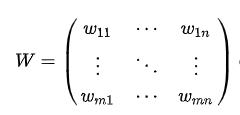 W = ( w₁₁ ⋯ w₁ₙ
⋮ ⋱ ⋮
wₘ₁ ⋯ wₘₙ )